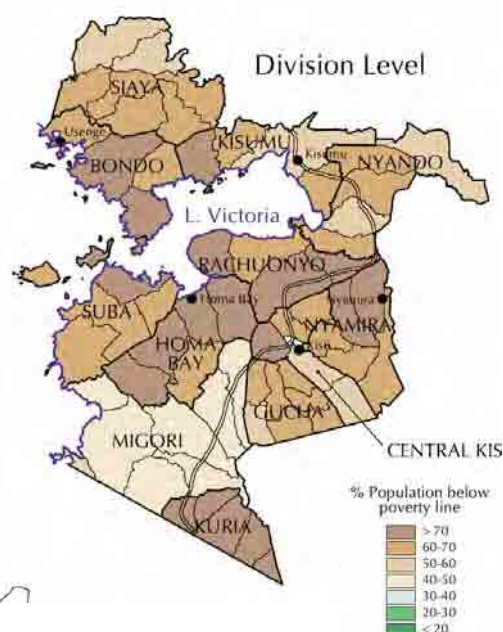 Division Level
SIAYA
Usenge
KISUMU
Kisumu
NYANDO
BONDO
L. Victoria
RACHUONYO
Homa Bay
Nyamira
SUBA
NYAMIRA
HOMA
BAY
Kisii
GUCHA
MIGORI
CENTRAL KIS
KURIA
% Population below
poverty line
> 70
60-70
50-60
40-50
30-40
20-30
< 20